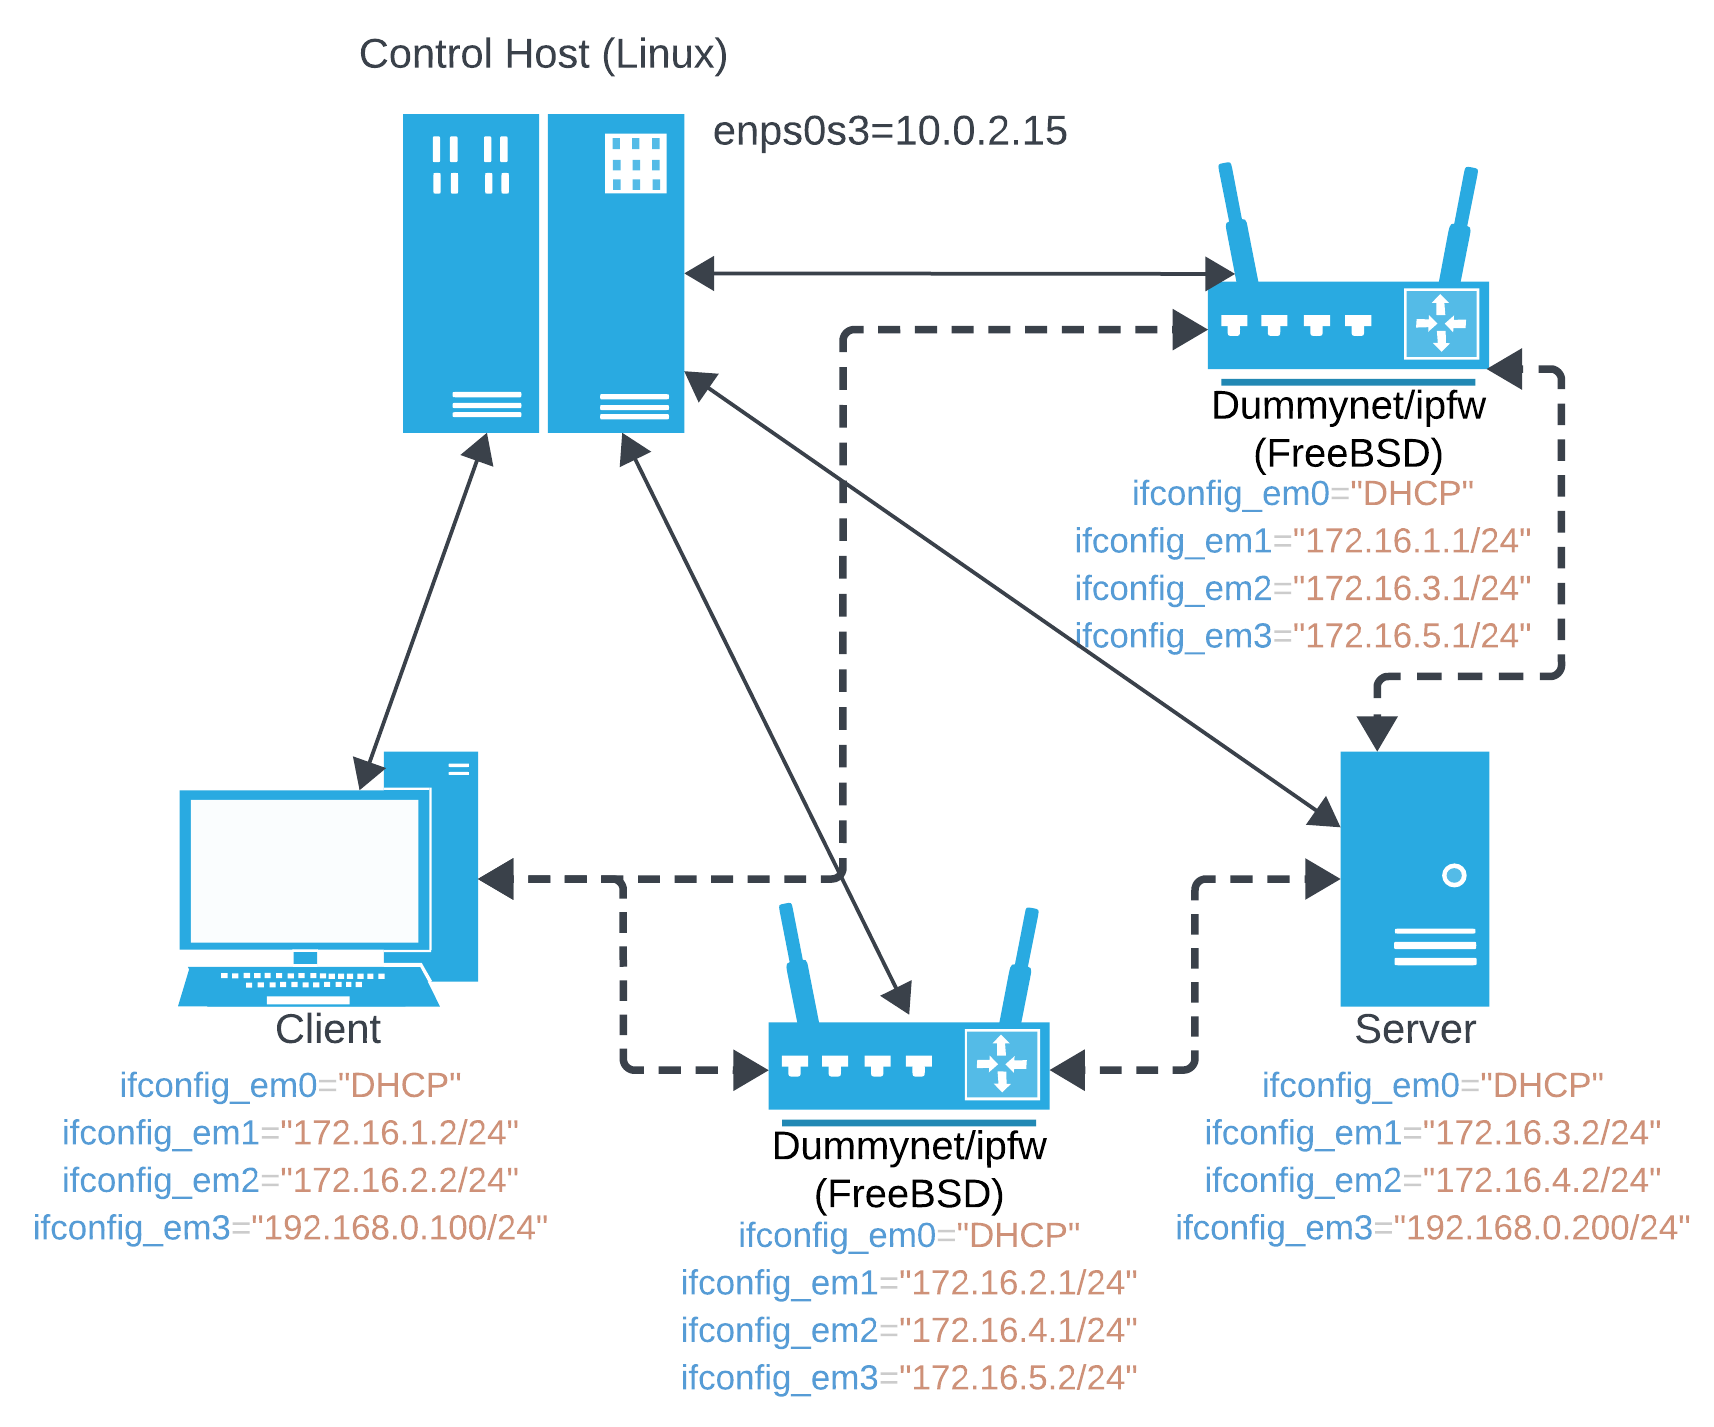 Control Host (Linux)
enps0s3=10.0.2.15
Dummynet/ipfw
(FreeBSD)
ifconfig_em0="DHCP"
ifconfig_em1="172.16.1.1/24"
ifconfig_em2="172.16.3.1/24"
ifconfig_em3="172.16.5.1/24"
Client
ifconfig_em0="DHCP"
ifconfig_em1="172.16.1.2/24"
ifconfig_em2="172.16.2.2/24"
ifconfig_em3="192.168.0.100/24"
Dummynet/ipfw
(FreeBSD)
ifconfig_em0="DHCP"
ifconfig_em1="172.16.2.1/24"
ifconfig_em2="172.16.4.1/24"
ifconfig_em3="172.16.5.2/24"
Server
ifconfig_em0="DHCP"
ifconfig_em1="172.16.3.2/24"
ifconfig_em2="172.16.4.2/24"
ifconfig_em3="192.168.0.200/24"